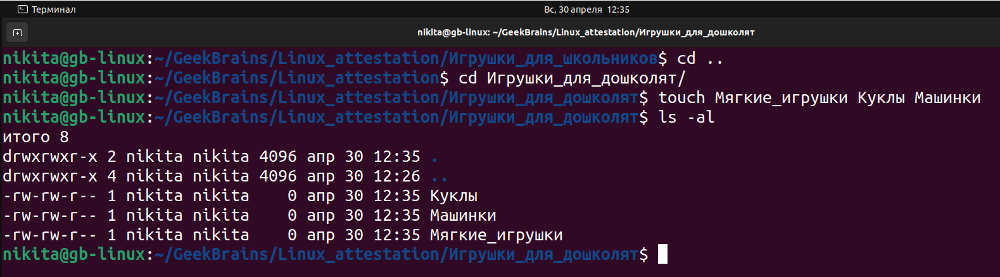 Терминал
Вс, 30 апреля 12:35
nikita@gb-linux: ~/GeekBrains/Linux_attestation/Игрушки_для_дошколят
nikita@gb-linux:~/GeekBrains/Linux_attestation/Игрушки_для_школьников$ cd ..
nikita@gb-linux:~/GeekBrains/Linux_attestation$ cd Игрушки_для_дошколят/
nikita@gb-linux:~/GeekBrains/Linux_attestation/Игрушки_для_дошколят$ touch Мягкие_игрушки Куклы Машинки
nikita@gb-linux:~/GeekBrains/Linux_attestation/Игрушки_для_дошколят$ ls -al
итого 8
drwxrwxr-x 2 nikita nikita 4096 апр 30 12:35 .
drwxrwxr-x 4 nikita nikita 4096 апр 30 12:26 ..
-rw-rw-r-- 1 nikita nikita    0 апр 30 12:35 Куклы
-rw-rw-r-- 1 nikita nikita    0 апр 30 12:35 Машинки
-rw-rw-r-- 1 nikita nikita    0 апр 30 12:35 Мягкие_игрушки
nikita@gb-linux:~/GeekBrains/Linux_attestation/Игрушки_для_дошколят$